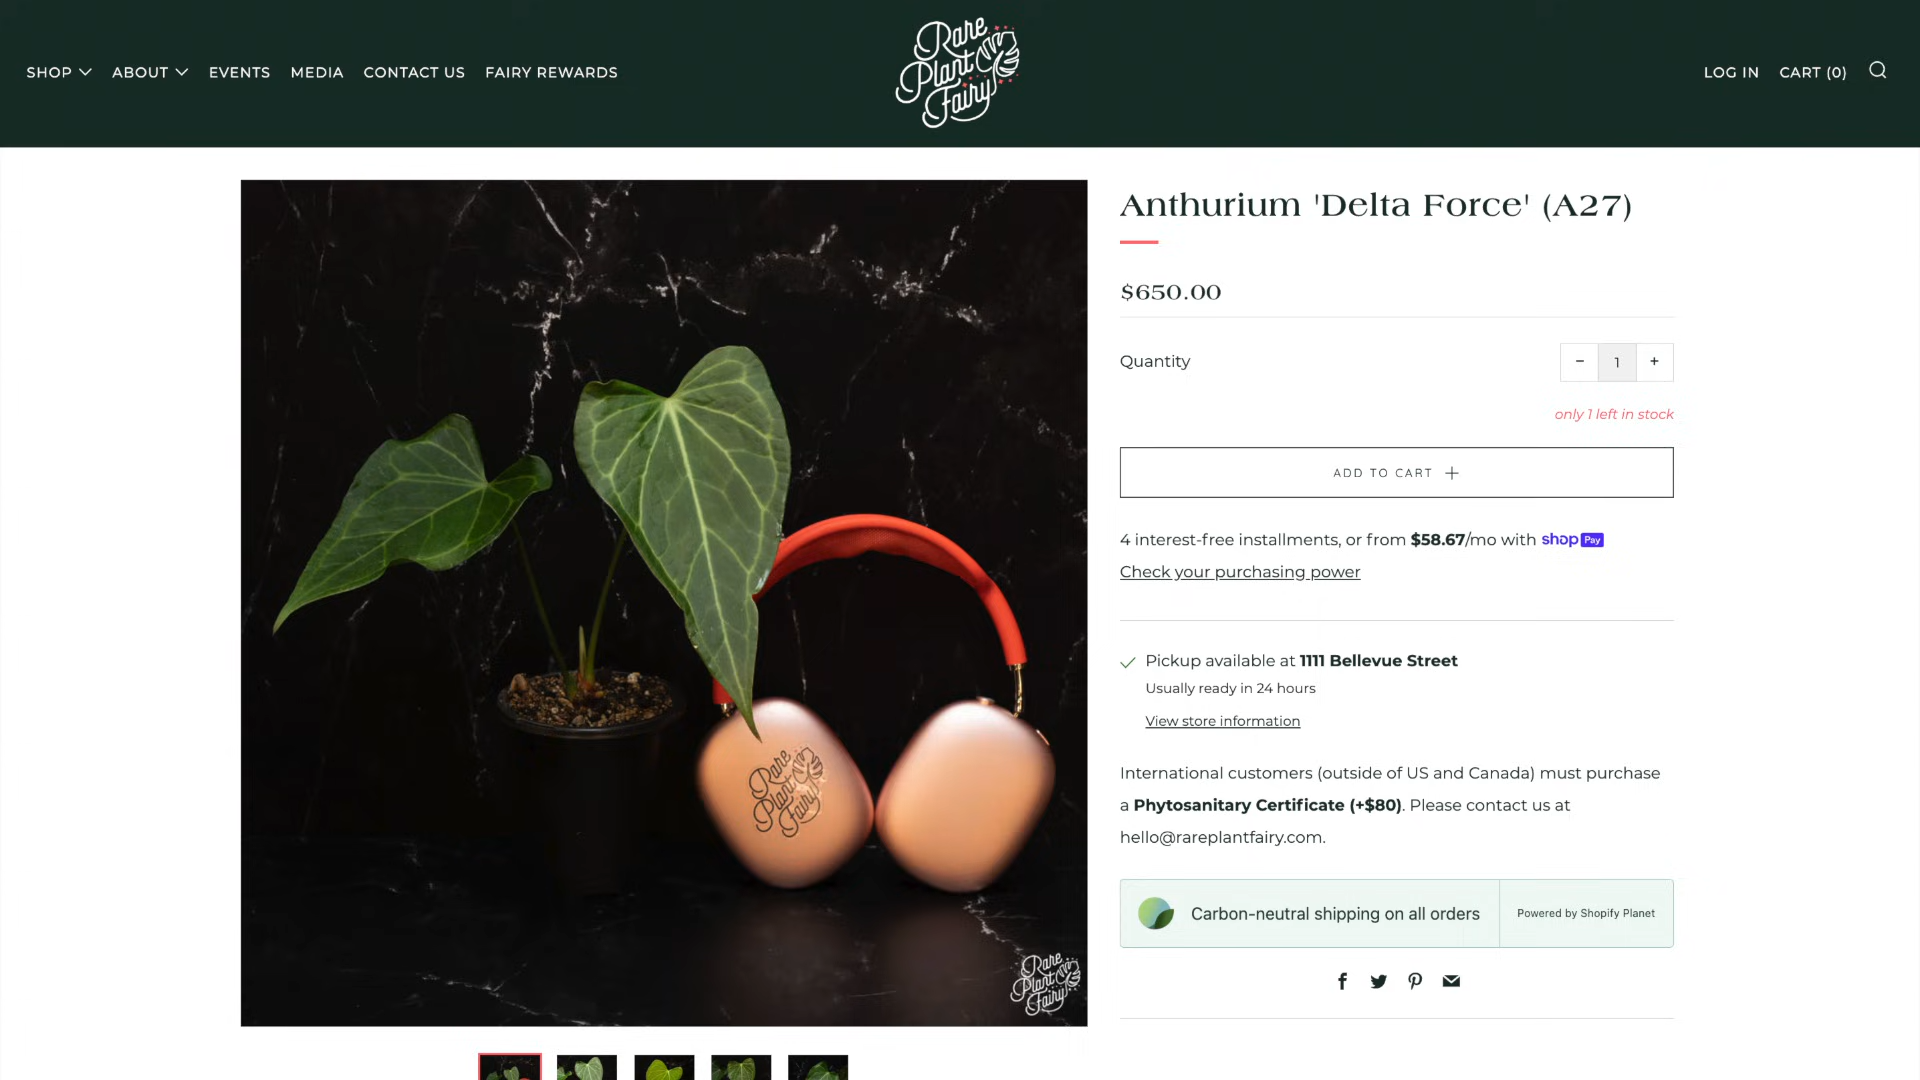 SHOP
ABOUT
EVENTS
MEDIA
CONTACT US
FAIRY REWARDS
Rare
Plant
Fairy
LOG IN
CART (0)
Anthurium 'Delta Force' (A27)
$650.00
Quantity
− 1 +
only 1 left in stock
ADD TO CART +
4 interest-free installments, or from $58.67/mo with shop Pay
Check your purchasing power
Pickup available at 1111 Bellevue Street
Usually ready in 24 hours
View store information
International customers (outside of US and Canada) must purchase
a Phytosanitary Certificate (+$80). Please contact us at
hello@rareplantfairy.com.
Carbon-neutral shipping on all orders
Powered by Shopify Planet
Rare
Plant
Fairy
Rare
Plant
Fairy